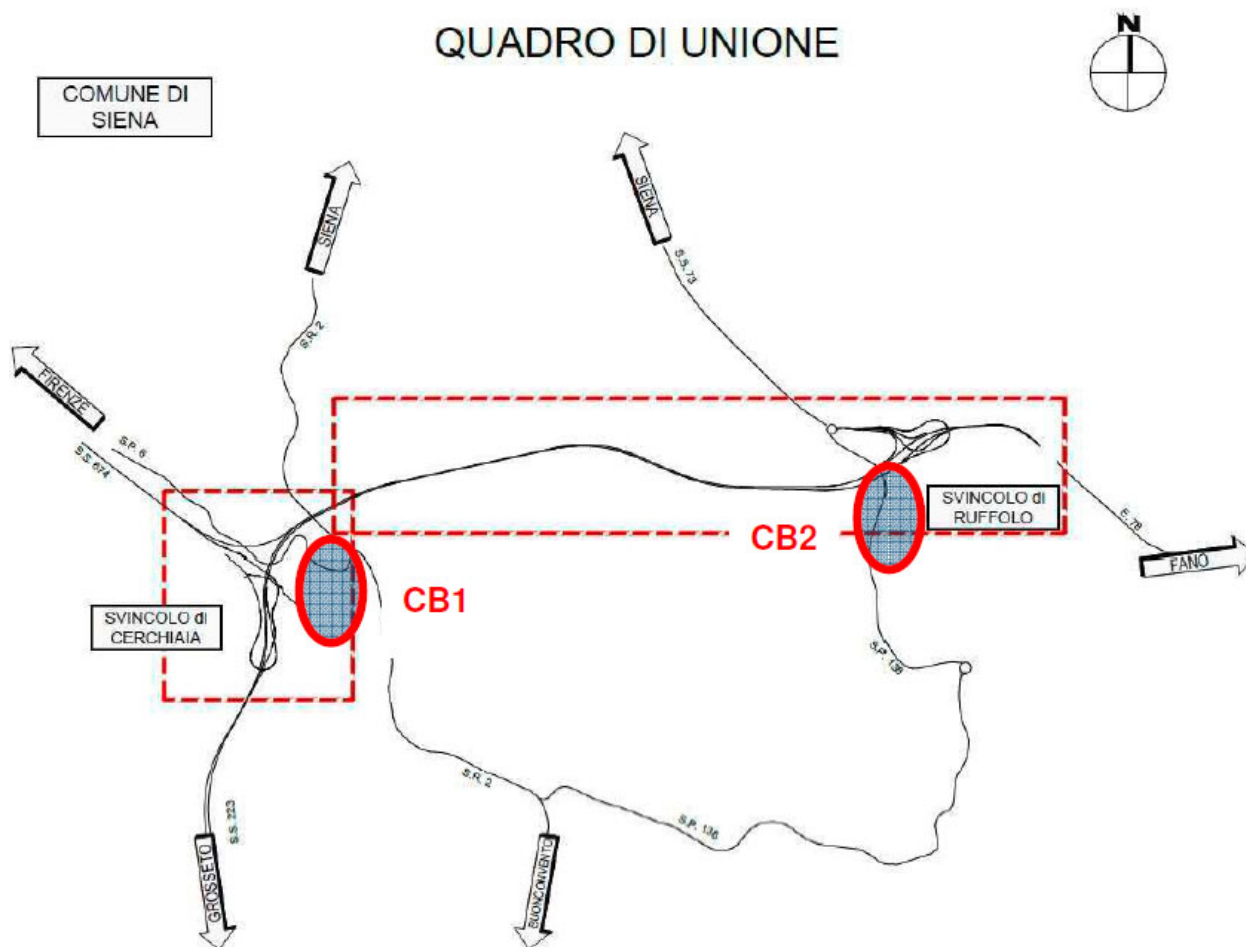 QUADRO DI UNIONE
N
COMUNE DI
SIENA
SIENA
SIENA
S.S. 73
S.R. 2
FIRENZE
S.P. 6
S.S. 674
SVINCOLO di
RUFFOLO
CB2
E. 78
FANO
CB1
SVINCOLO di
CERCHIAIA
S.P. 136
S.R. 2
S.P. 136
S.S. 223
GROSSETO
BUONCONVENTO